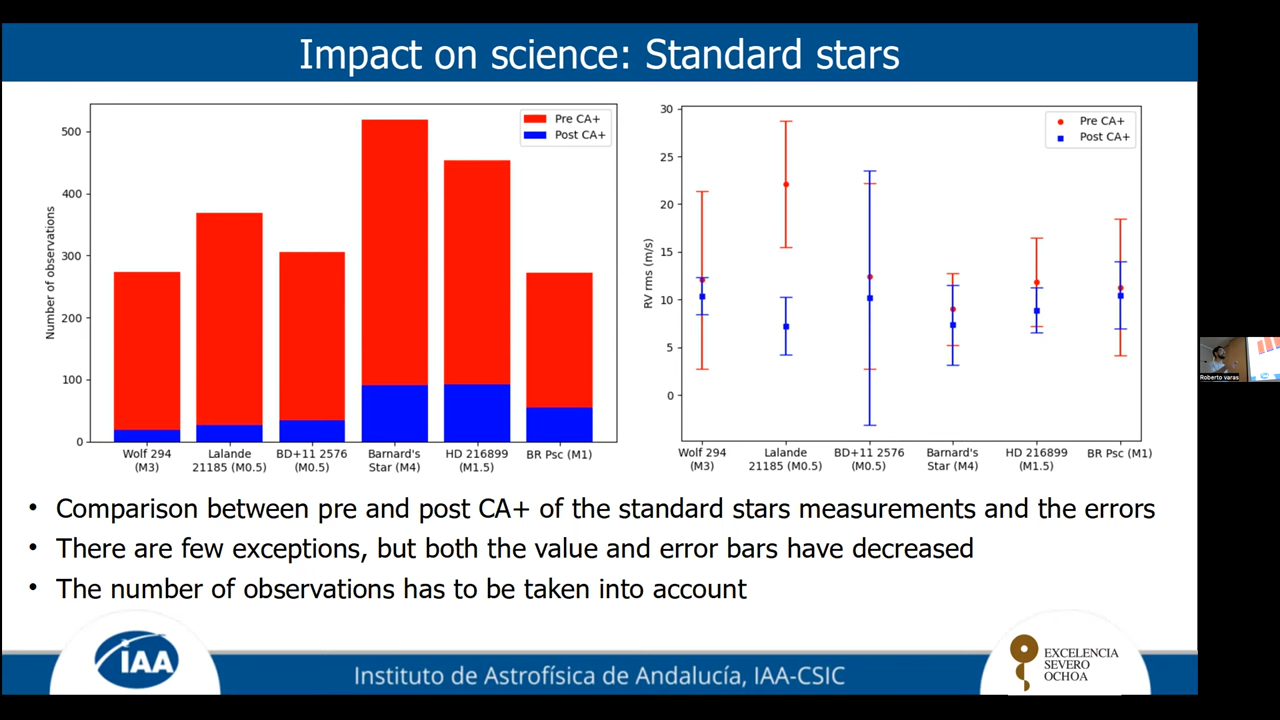 Impact on science: Standard stars
Number of observations
500
400
300
200
100
0
Pre CA+
Post CA+
Wolf 294
(M3)
Lalande
21185 (M0.5)
BD+11 2576
(M0.5)
Barnard's
Star (M4)
HD 216899
(M1.5)
BR Psc (M1)
RV rms (m/s)
30
25
20
15
10
5
0
Pre CA+
Post CA+
Wolf 294
(M3)
Lalande
21185 (M0.5)
BD+11 2576
(M0.5)
Barnard's
Star (M4)
HD 216899
(M1.5)
BR Psc (M1)
Roberto varas
• Comparison between pre and post CA+ of the standard stars measurements and the errors
• There are few exceptions, but both the value and error bars have decreased
• The number of observations has to be taken into account
IAA
Instituto de Astrofísica de Andalucía, IAA-CSIC
EXCELENCIA
SEVERO
OCHOA